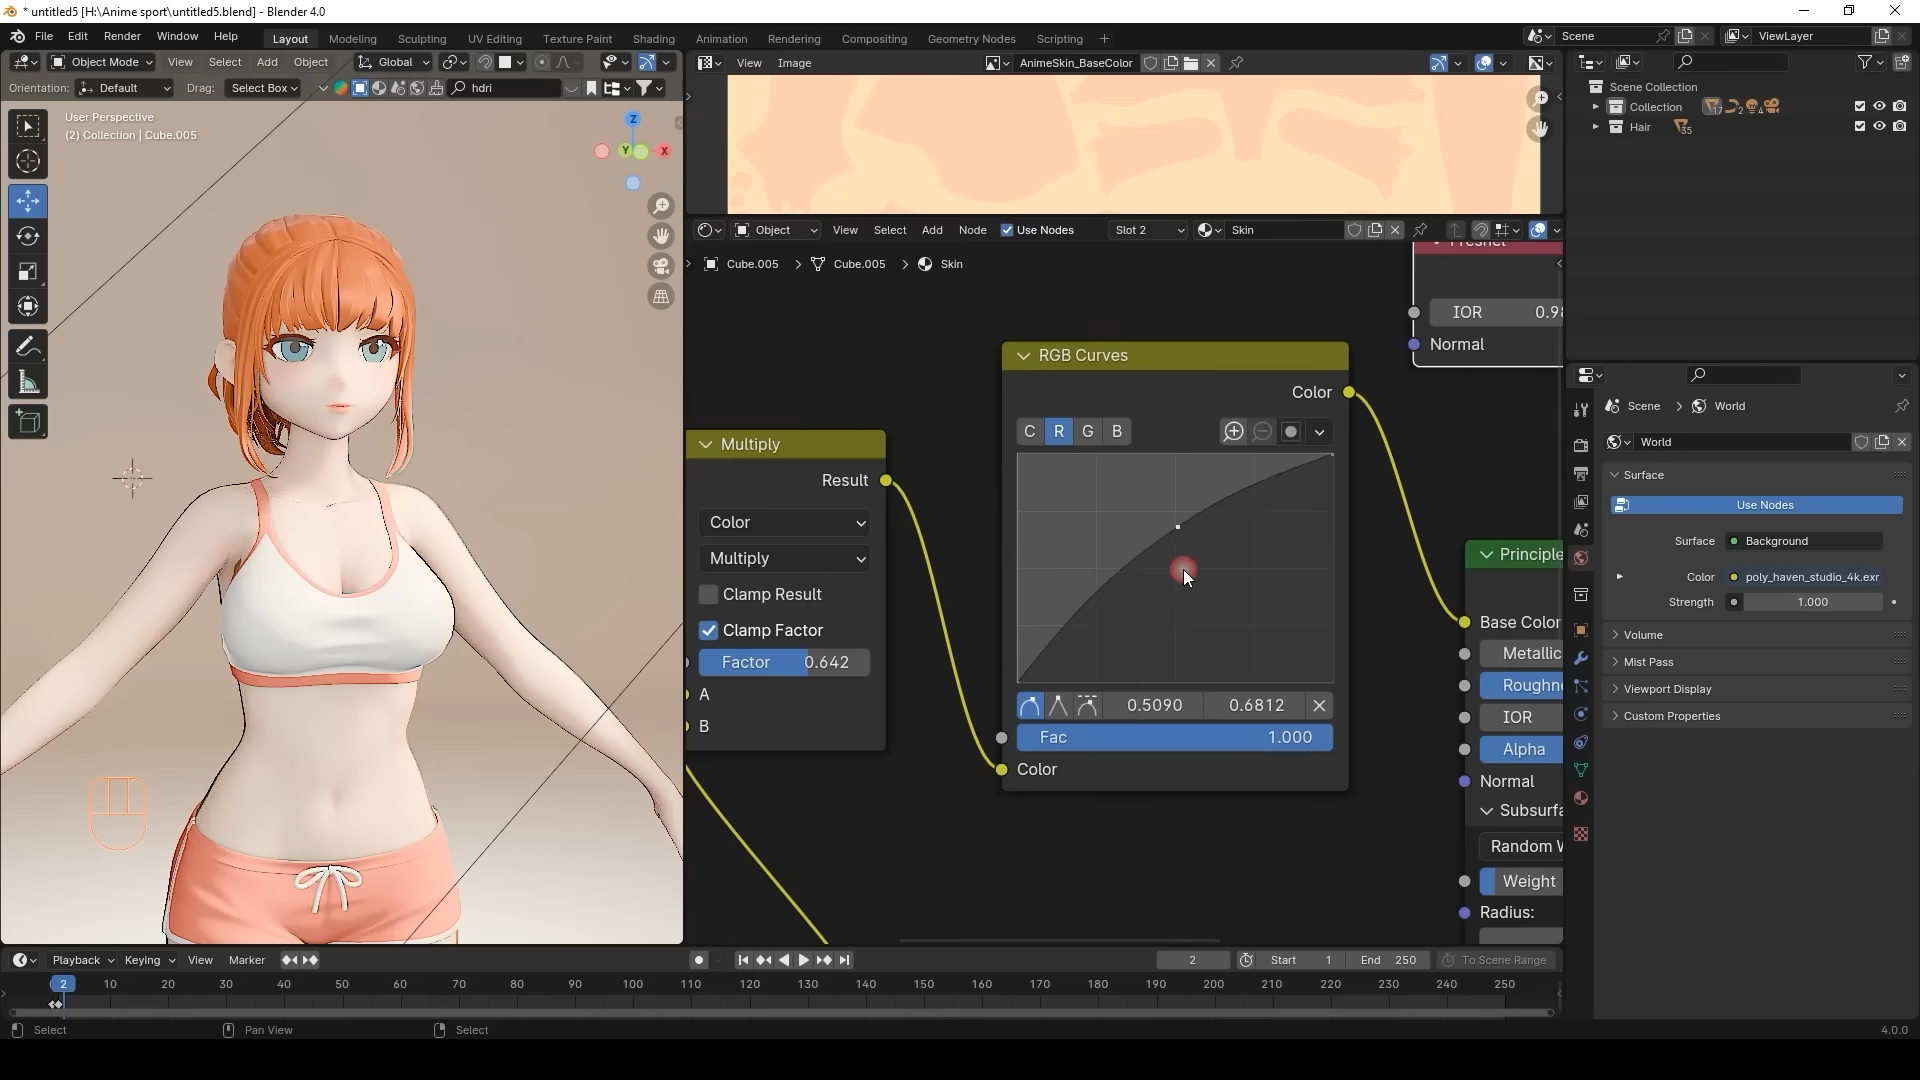 * untitled5 [H:\Anime sport\untitled5.blend] - Blender 4.0
File Edit Render Window Help
Layout Modeling Sculpting UV Editing Texture Paint Shading Animation Rendering Compositing Geometry Nodes Scripting +
Scene ViewLayer
Object Mode View Select Add Object Global
Orientation: Default Drag: Select Box hdri
User Perspective
(2) Collection | Cube.005
Z
Y X
View Image AnimeSkin_BaseColor
Object View Select Add Node Use Nodes Slot 2 Skin
Cube.005 Cube.005 Skin
Fresnel
IOR 0.98
Normal
Multiply
Result
Color
Multiply
Clamp Result
Clamp Factor
Factor 0.642
A
B
RGB Curves
Color
C R G B
0.5090 0.6812
Fac 1.000
Color
Principle
Base Color
Metallic
Roughne
IOR
Alpha
Normal
Subsurfa
Random W
Weight
Radius:
Scene Collection
Collection 17 2 4
Hair 35
Scene World
World
Surface
Use Nodes
Surface Background
Color poly_haven_studio_4k.exr
Strength 1.000
Volume
Mist Pass
Viewport Display
Custom Properties
Playback Keying View Marker 2 Start 1 End 250 To Scene Range
2 10 20 30 40 50 60 70 80 90 100 110 120 130 140 150 160 170 180 190 200 210 220 230 240 250
Select Pan View Select 4.0.0